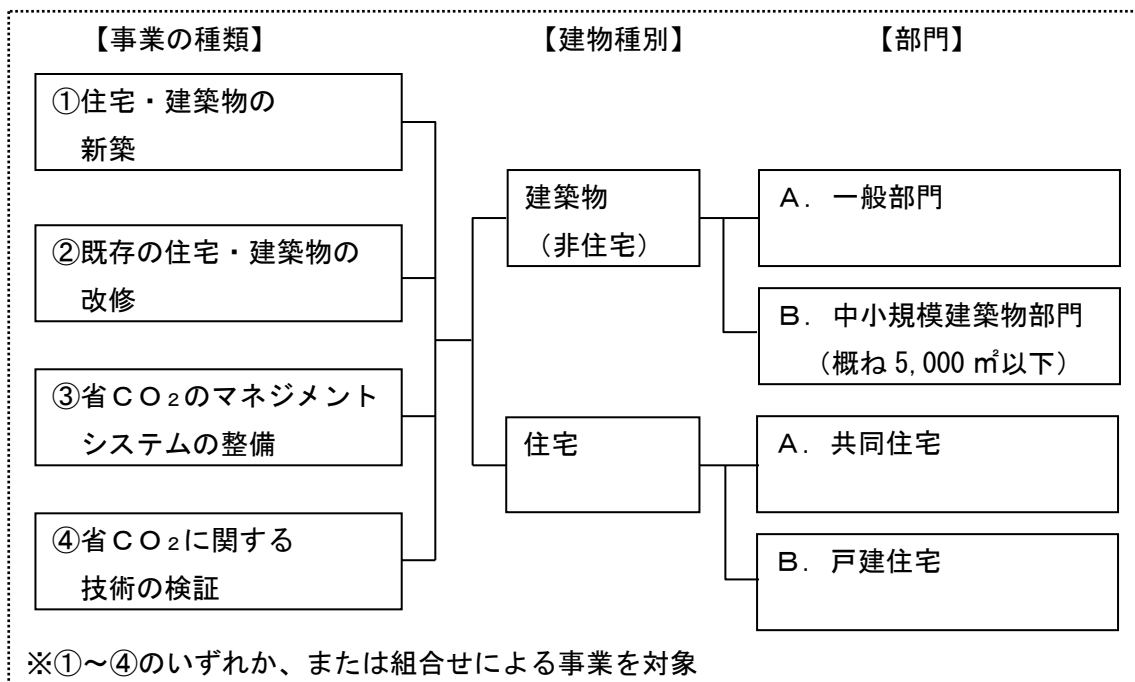 【事業の種類】
【建物種別】
【部門】
①住宅・建築物の
新築
②既存の住宅・建築物の
改修
③省ＣＯ₂のマネジメント
システムの整備
④省ＣＯ₂に関する
技術の検証
建築物
（非住宅）
住宅
Ａ．一般部門
Ｂ．中小規模建築物部門
（概ね 5,000 ㎡以下）
Ａ．共同住宅
Ｂ．戸建住宅
※①～④のいずれか、または組合せによる事業を対象